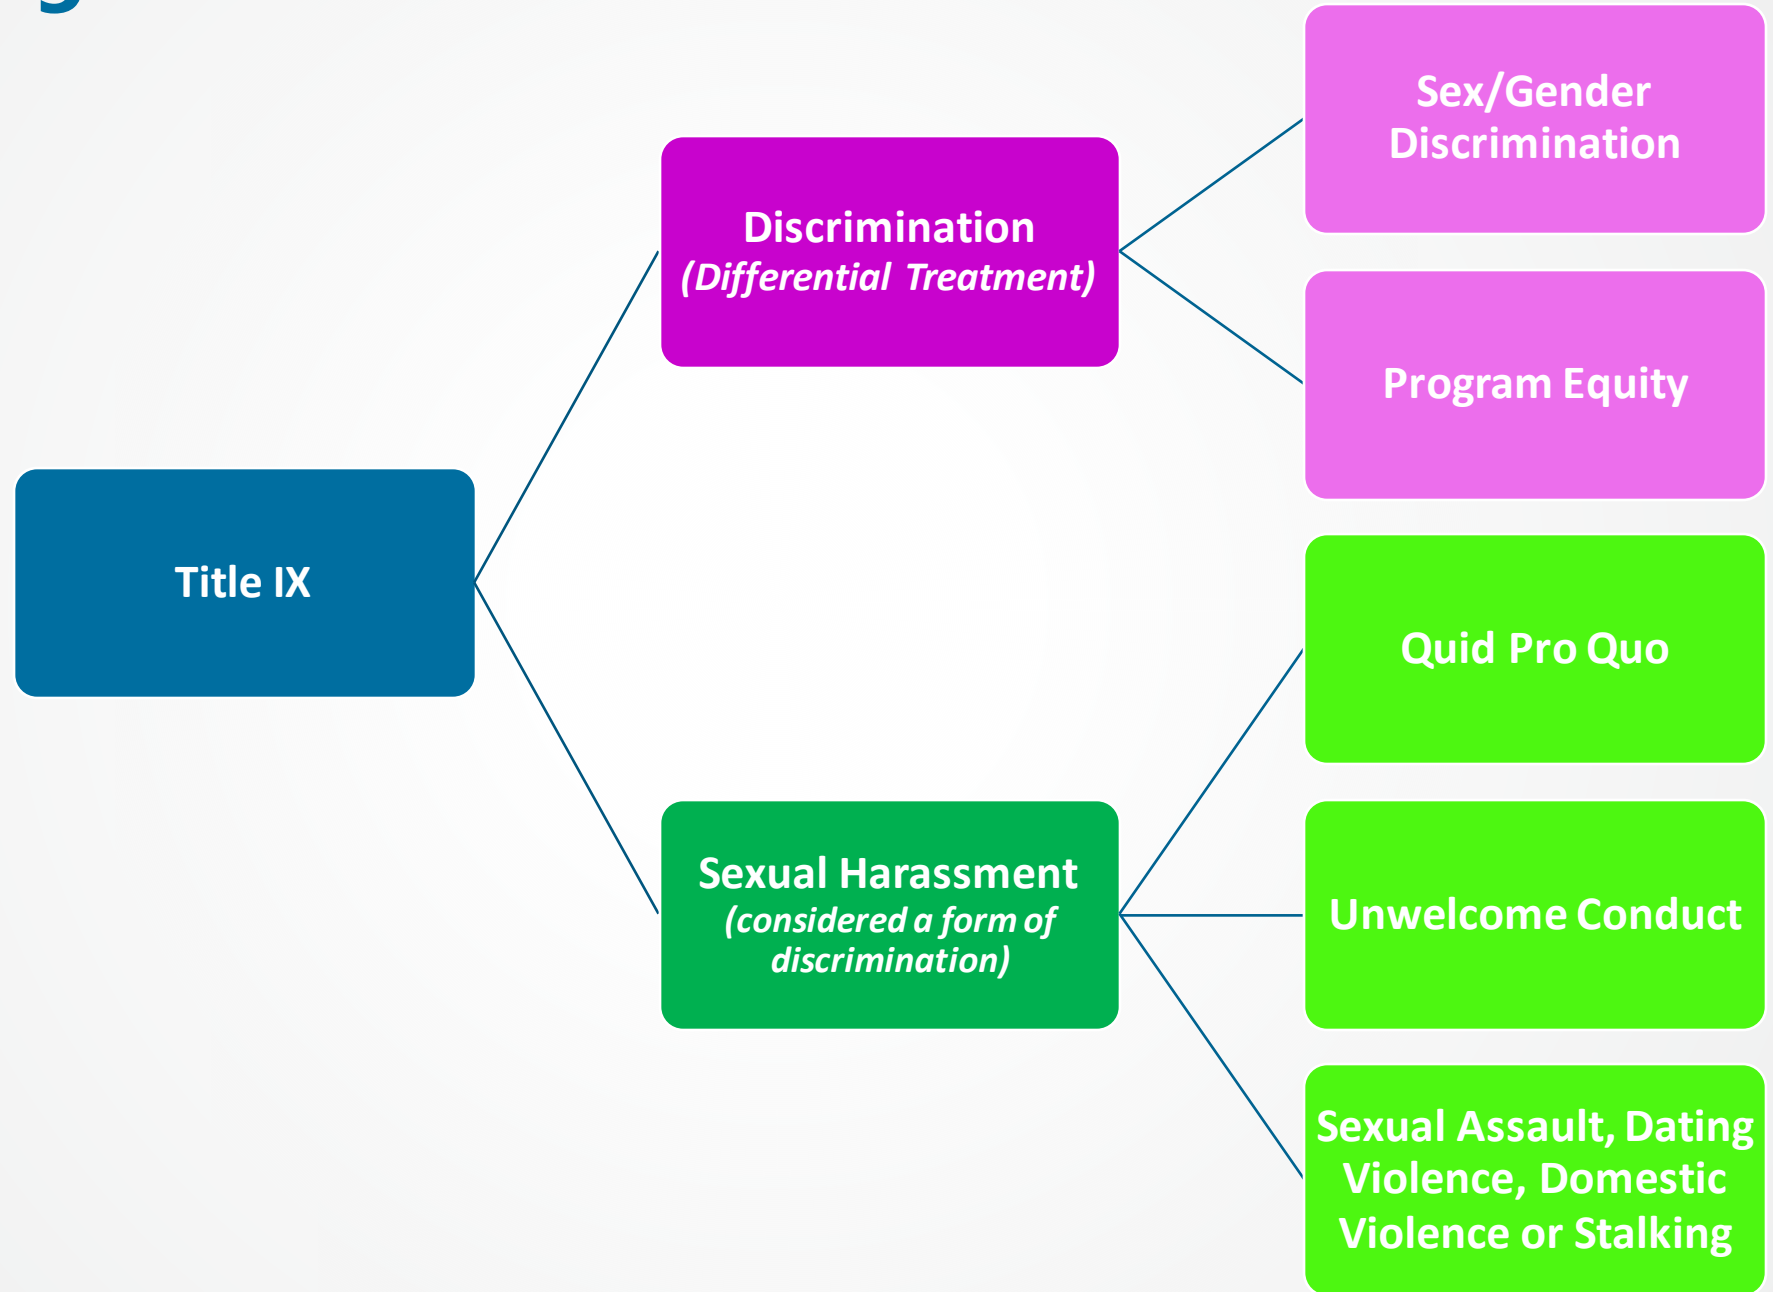 Title IX
Discrimination
(Differential Treatment)
Sex/Gender
Discrimination
Program Equity
Sexual Harassment
(considered a form of
discrimination)
Quid Pro Quo
Unwelcome Conduct
Sexual Assault, Dating
Violence, Domestic
Violence or Stalking